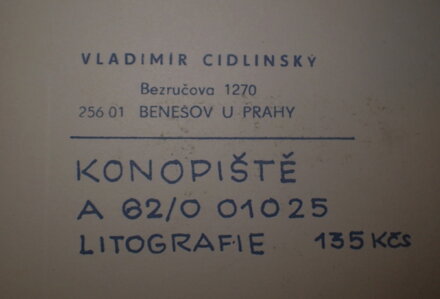 VLADIMÍR CIDLINSKÝ
Bezručova 1270
256 01 BENEŠOV U PRAHY
KONOPIŠTĚ
A 62/0 01025
LITOGRAFIE 135 Kčs